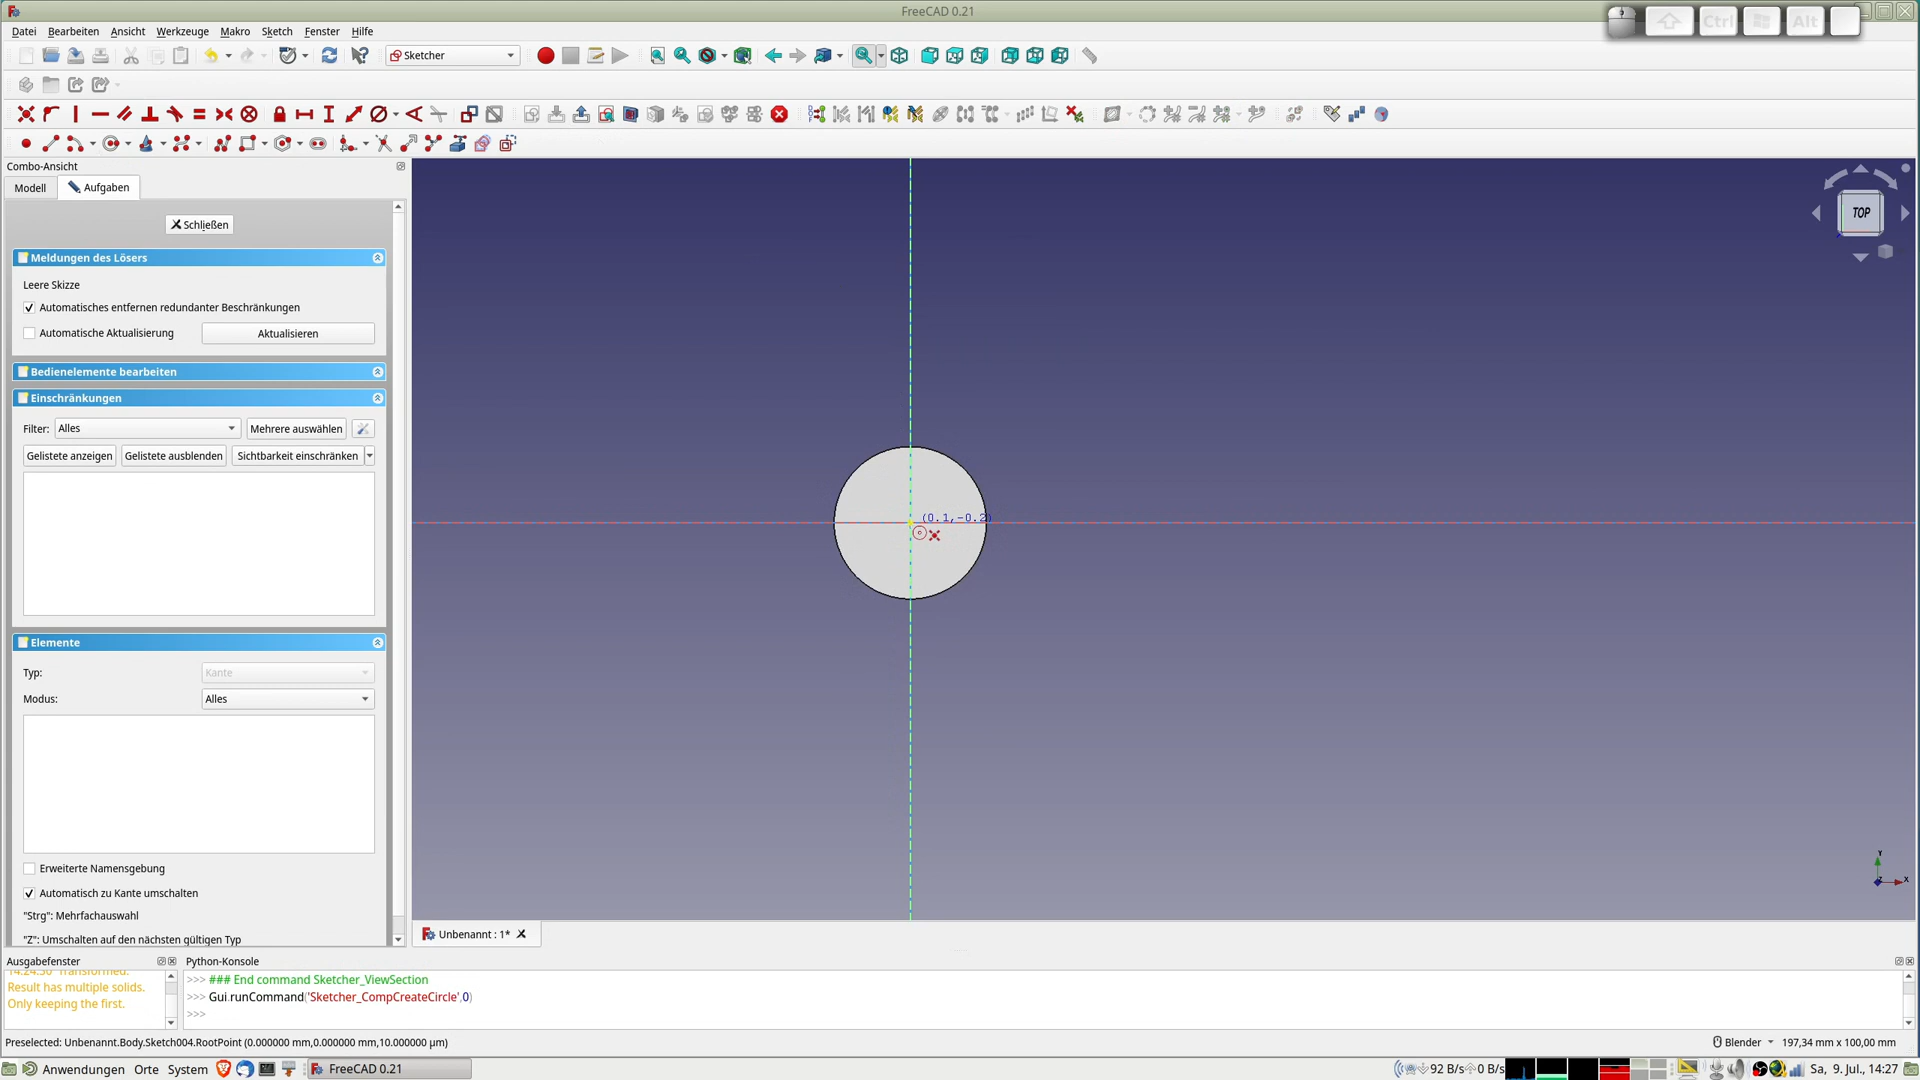 FreeCAD 0.21
Ctrl
Alt
Datei Bearbeiten Ansicht Werkzeuge Makro Sketch Fenster Hilfe
Sketcher
Combo-Ansicht
Modell Aufgaben
Schließen
Meldungen des Lösers
Leere Skizze
Automatisches entfernen redundanter Beschränkungen
Automatische Aktualisierung Aktualisieren
Bedienelemente bearbeiten
Einschränkungen
Filter: Alles Mehrere auswählen
Gelistete anzeigen Gelistete ausblenden Sichtbarkeit einschränken
Elemente
Typ: Kante
Modus: Alles
Erweiterte Namensgebung
Automatisch zu Kante umschalten
"Strg": Mehrfachauswahl
"Z": Umschalten auf den nächsten gültigen Typ
TOP
(0.1,-0.2)
Y
X
Unbenannt : 1*
Ausgabefenster
14:24:50 Transformed:
Result has multiple solids.
Only keeping the first.
Python-Konsole
>>> ### End command Sketcher_ViewSection
>>> Gui.runCommand('Sketcher_CompCreateCircle',0)
>>>
Preselected: Unbenannt.Body.Sketch004.RootPoint (0.000000 mm,0.000000 mm,10.000000 µm)
Blender 197,34 mm x 100,00 mm
Anwendungen Orte System FreeCAD 0.21
92 B/s 0 B/s Sa, 9. Jul., 14:27